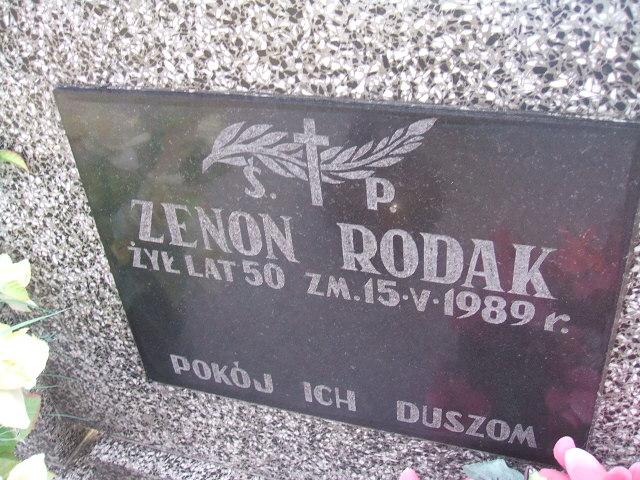 Ś. P.
ZENON RODAK
ŻYŁ LAT 50 ZM. 15·V·1989 r.
POKÓJ ICH DUSZOM